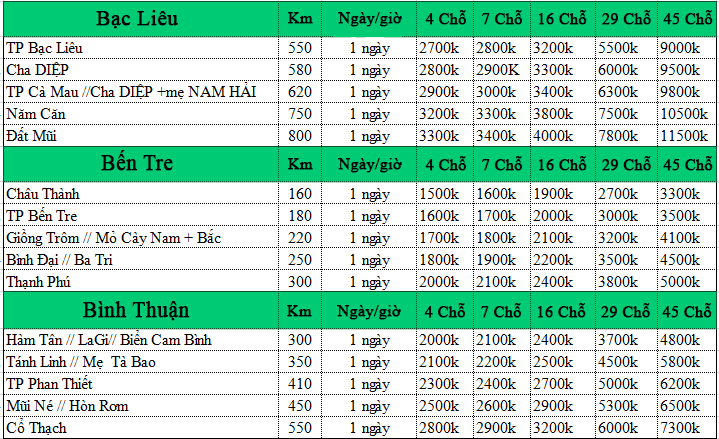 Bạc Liêu Km Ngày/giờ 4 Chỗ 7 Chỗ 16 Chỗ 29 Chỗ 45 Chỗ
TP Bạc Liêu 550 1 ngày 2700k 2800k 3200k 5500k 9000k
Cha DIỆP 580 1 ngày 2800k 2900K 3300k 6000k 9500k
TP Cà Mau //Cha DIỆP +mẹ NAM HẢI 620 1 ngày 2900k 3000k 3400k 6300k 9800k
Năm Căn 750 1 ngày 3200k 3300k 3800k 7500k 10500k
Đất Mũi 800 1 ngày 3300k 3400k 4000k 7800k 11500k
Bến Tre Km Ngày/giờ 4 Chỗ 7 Chỗ 16 Chỗ 29 Chỗ 45 Chỗ
Châu Thành 160 1 ngày 1500k 1600k 1900k 2700k 3300k
TP Bến Tre 180 1 ngày 1600k 1700k 2000k 3000k 3500k
Giồng Trôm // Mỏ Cày Nam + Bắc 220 1 ngày 1700k 1800k 2100k 3200k 4100k
Bình Đại // Ba Tri 250 1 ngày 1800k 1900k 2200k 3500k 4500k
Thạnh Phú 300 1 ngày 2000k 2100k 2400k 3800k 5000k
Bình Thuận Km Ngày/giờ 4 Chỗ 7 Chỗ 16 Chỗ 29 Chỗ 45 Chỗ
Hàm Tân // LaGi// Biển Cam Bình 300 1 ngày 2000k 2100k 2400k 3700k 4800k
Tánh Linh // Mẹ Tà Bao 350 1 ngày 2100k 2200k 2500k 4500k 5800k
TP Phan Thiết 410 1 ngày 2300k 2400k 2700k 5000k 6200k
Mũi Né // Hòn Rơm 450 1 ngày 2500k 2600k 2900k 5300k 6500k
Cổ Thạch 550 1 ngày 2800k 2900k 3200k 6000k 7300k